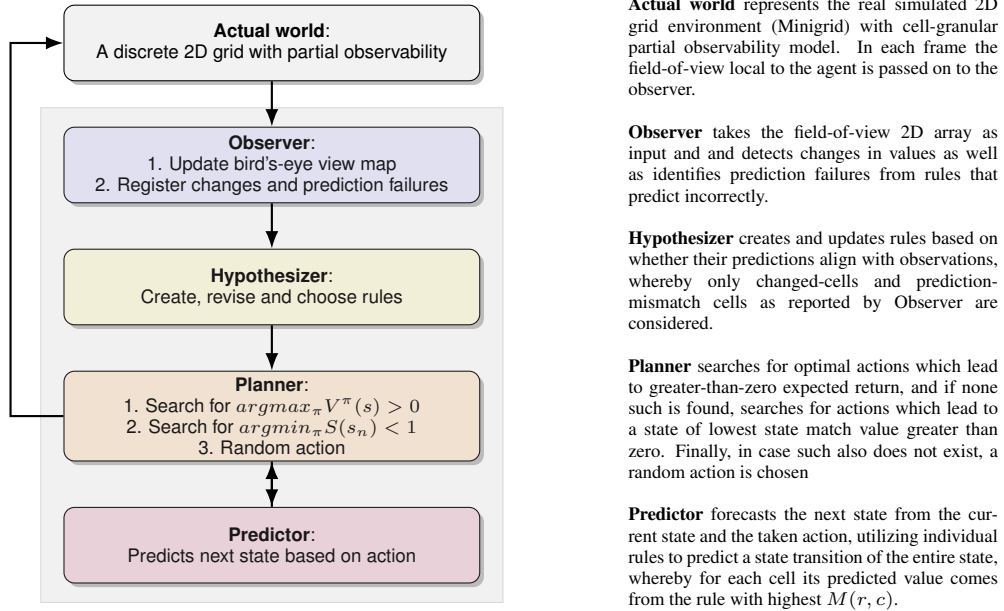 Actual world:
A discrete 2D grid with partial observability
Observer:
1. Update bird's-eye view map
2. Register changes and prediction failures
Hypothesizer:
Create, revise and choose rules
Planner:
1. Search for argmax_π V^π(s) > 0
2. Search for argmin_π S(s_n) < 1
3. Random action
Predictor:
Predicts next state based on action
Actual world represents the real simulated 2D
grid environment (Minigrid) with cell-granular
partial observability model. In each frame the
field-of-view local to the agent is passed on to the
observer.
Observer takes the field-of-view 2D array as
input and and detects changes in values as well
as identifies prediction failures from rules that
predict incorrectly.
Hypothesizer creates and updates rules based on
whether their predictions align with observations,
whereby only changed-cells and prediction-
mismatch cells as reported by Observer are
considered.
Planner searches for optimal actions which lead
to greater-than-zero expected return, and if none
such is found, searches for actions which lead to
a state of lowest state match value greater than
zero. Finally, in case such also does not exist, a
random action is chosen
Predictor forecasts the next state from the cur-
rent state and the taken action, utilizing individual
rules to predict a state transition of the entire state,
whereby for each cell its predicted value comes
from the rule with highest M(r, c).